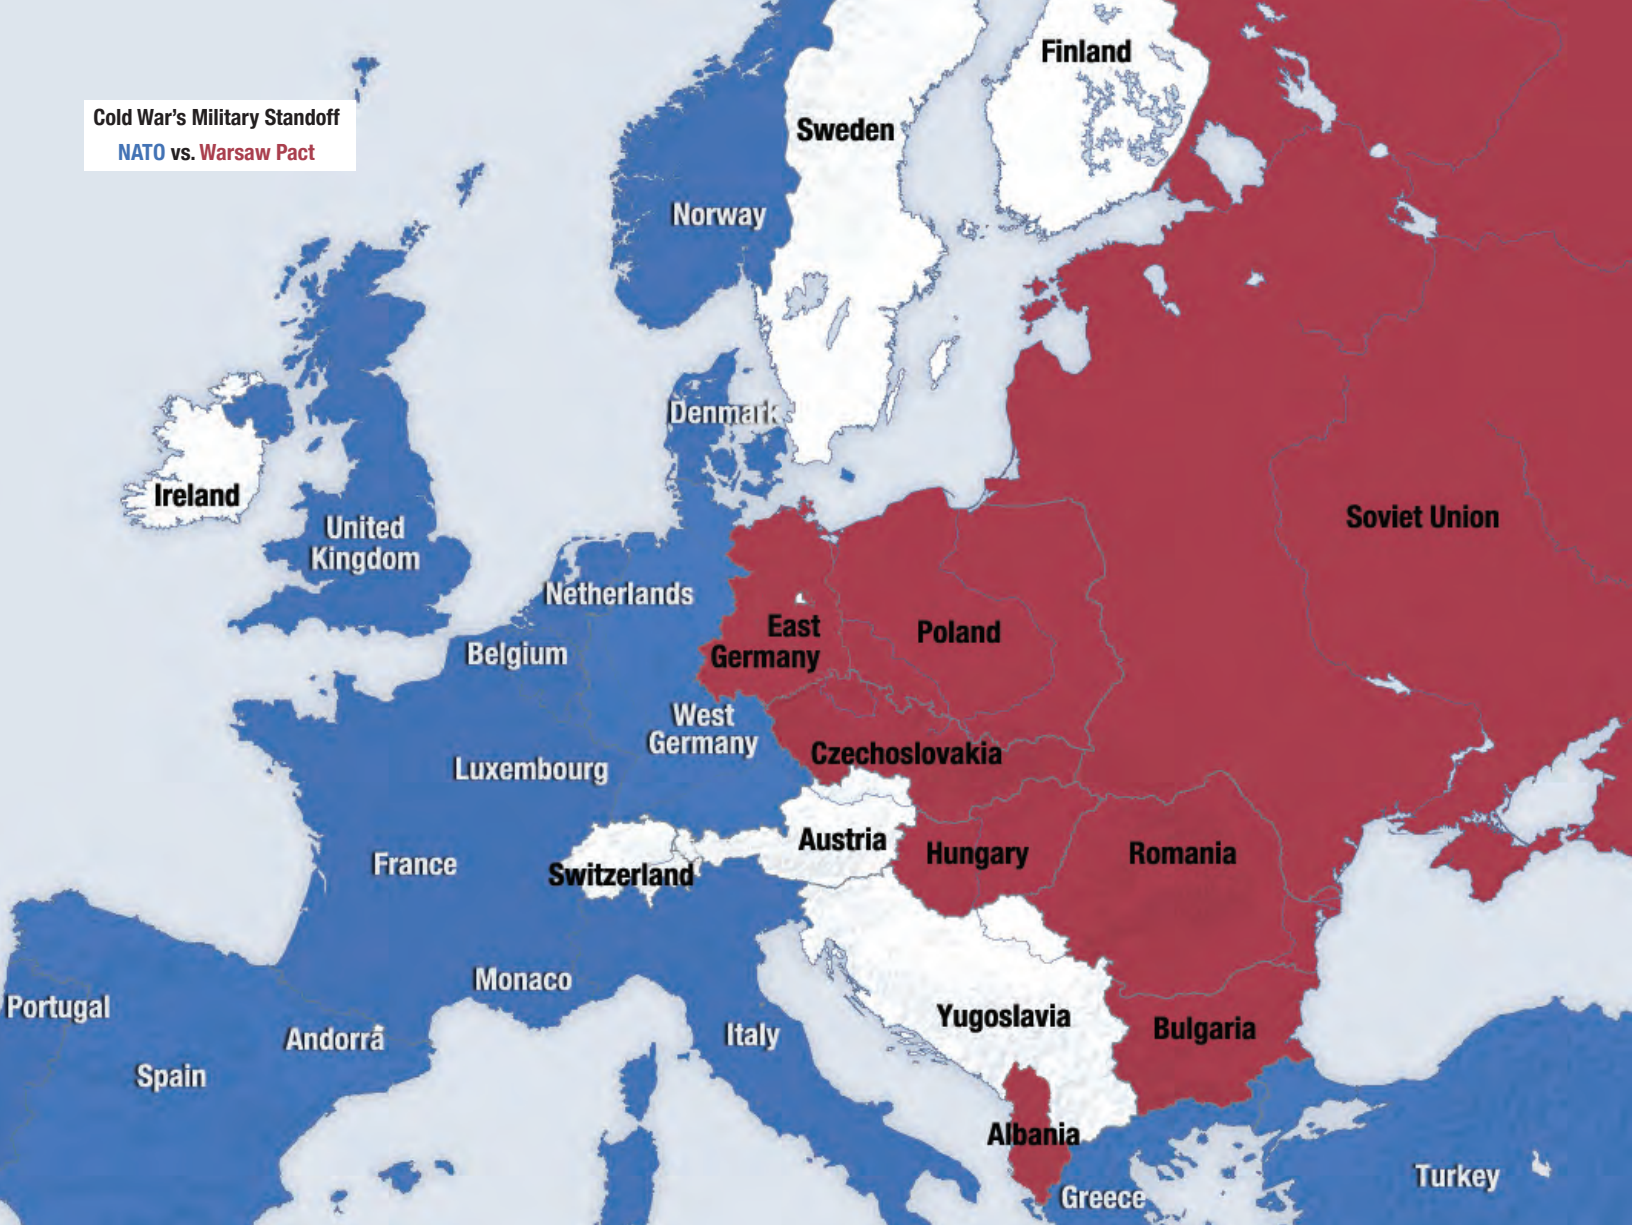 Cold War's Military Standoff
NATO vs. Warsaw Pact
Finland
Sweden
Norway
Denmark
Ireland
United
Kingdom
Soviet Union
Netherlands
East
Germany
Poland
Belgium
West
Germany
Czechoslovakia
Luxembourg
Austria
Hungary
Romania
France
Switzerland
Monaco
Portugal
Yugoslavia
Bulgaria
Andorra
Italy
Spain
Albania
Turkey
Greece